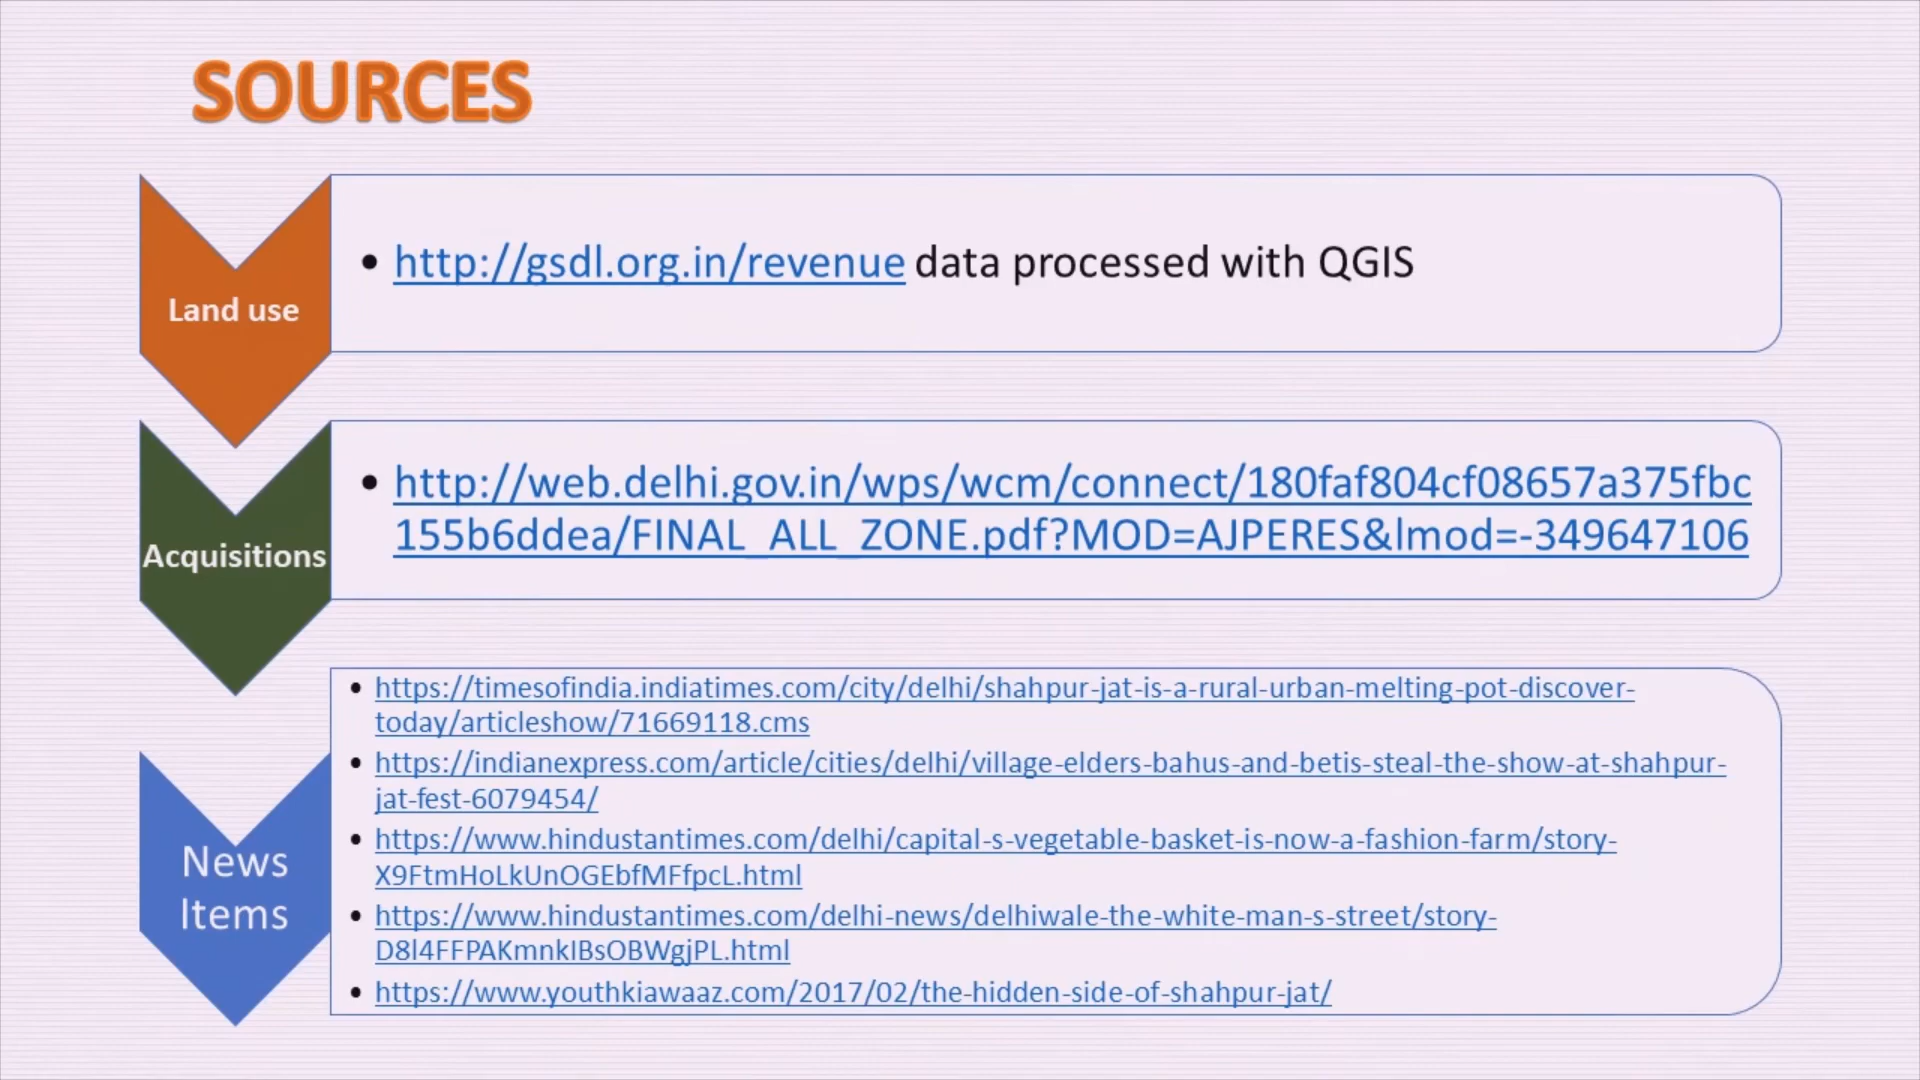 SOURCES
Land use
• http://gsdl.org.in/revenue data processed with QGIS
Acquisitions
• http://web.delhi.gov.in/wps/wcm/connect/180faf804cf08657a375fbc
155b6ddea/FINAL_ALL_ZONE.pdf?MOD=AJPERES&lmod=-349647106
News
Items
• https://timesofindia.indiatimes.com/city/delhi/shahpur-jat-is-a-rural-urban-melting-pot-discover-
today/articleshow/71669118.cms
• https://indianexpress.com/article/cities/delhi/village-elders-bahus-and-betis-steal-the-show-at-shahpur-
jat-fest-6079454/
• https://www.hindustantimes.com/delhi/capital-s-vegetable-basket-is-now-a-fashion-farm/story-
X9FtmHoLkUnOGEbfMFfpcL.html
• https://www.hindustantimes.com/delhi-news/delhiwale-the-white-man-s-street/story-
D8l4FFPAKmnkIBsOBWgjPL.html
• https://www.youthkiawaaz.com/2017/02/the-hidden-side-of-shahpur-jat/